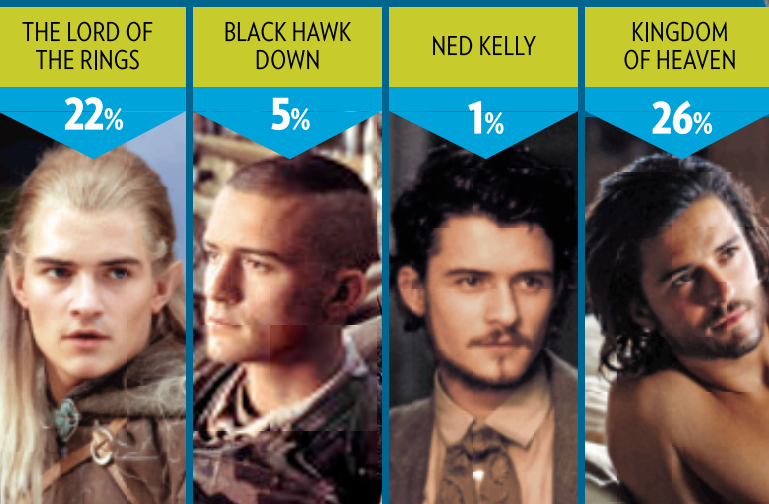 THE LORD OF
THE RINGS
BLACK HAWK
DOWN
NED KELLY
KINGDOM
OF HEAVEN
22%
5%
1%
26%